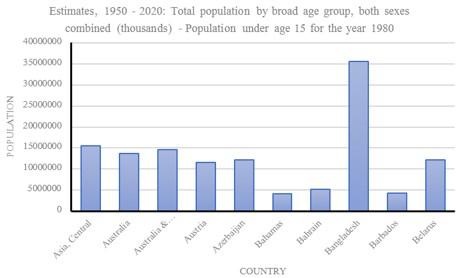 Estimates, 1950 - 2020: Total population by broad age group, both sexes
combined (thousands) - Population under age 15 for the year 1980
40000000
35000000
30000000
25000000
20000000
15000000
10000000
5000000
0
POPULATION
Asia, Central
Australia
Australia &...
Austria
Azerbaijan
Bahamas
Bahrain
Bangladesh
Barbados
Belarus
COUNTRY